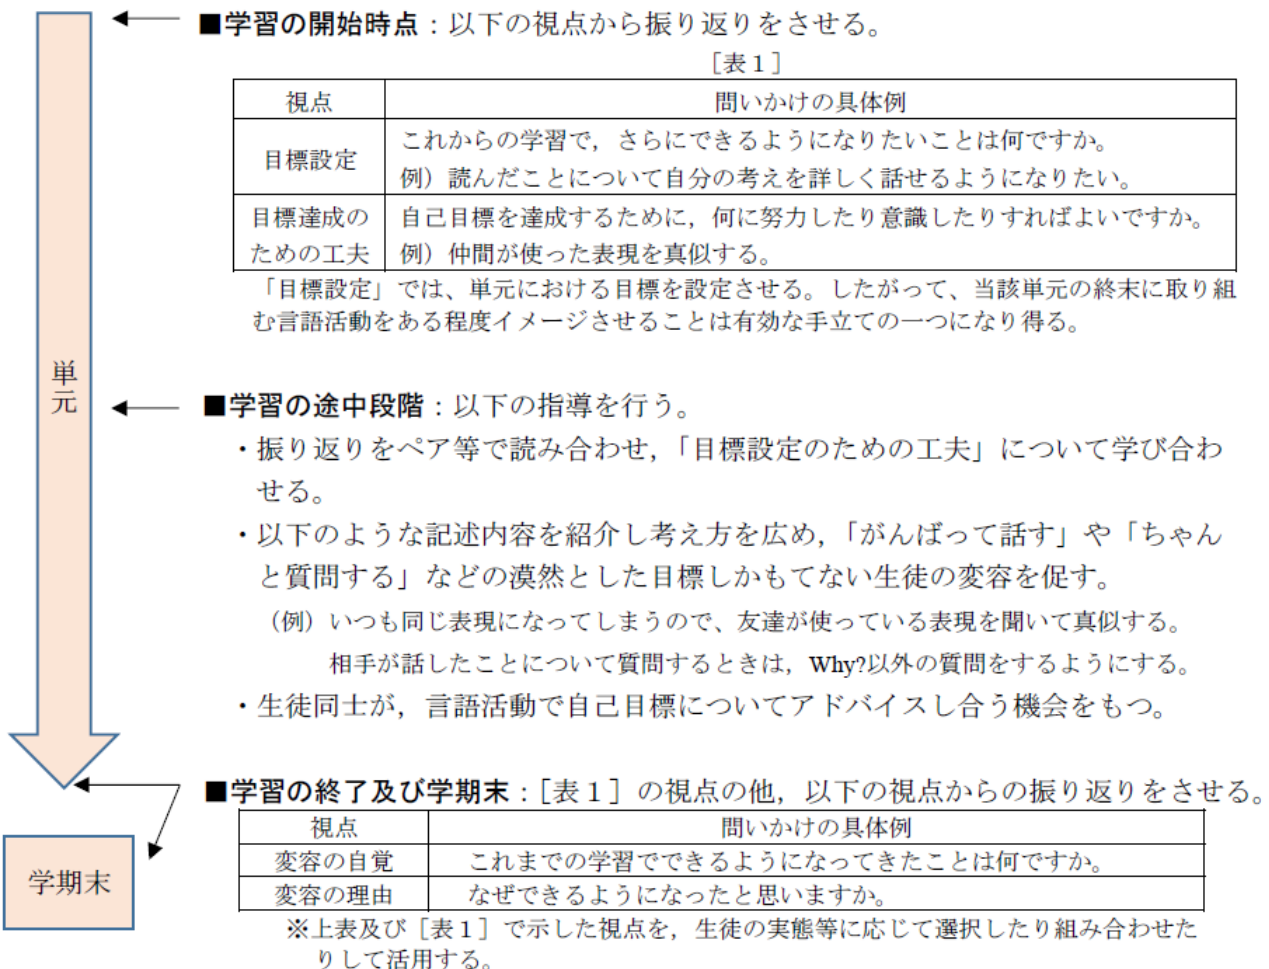 ■学習の開始時点：以下の視点から振り返りをさせる。
［表１］
視点　問いかけの具体例
目標設定
これからの学習で，さらにできるようになりたいことは何ですか。
例）読んだことについて自分の考えを詳しく話せるようになりたい。
目標達成の
ための工夫
自己目標を達成するために，何に努力したり意識したりすればよいですか。
例）仲間が使った表現を真似する。
「目標設定」では、単元における目標を設定させる。したがって、当該単元の終末に取り組
む言語活動をある程度イメージさせることは有効な手立ての一つになり得る。
単元
■学習の途中段階：以下の指導を行う。
・振り返りをペア等で読み合わせ，「目標設定のための工夫」について学び合わ
せる。
・以下のような記述内容を紹介し考え方を広め，「がんばって話す」や「ちゃん
と質問する」などの漠然とした目標しかもてない生徒の変容を促す。
（例）いつも同じ表現になってしまうので、友達が使っている表現を聞いて真似する。
相手が話したことについて質問するときは，Why?以外の質問をするようにする。
・生徒同士が，言語活動で自己目標についてアドバイスし合う機会をもつ。
■学習の終了及び学期末：［表１］の視点の他，以下の視点からの振り返りをさせる。
視点　問いかけの具体例
変容の自覚　これまでの学習でできるようになってきたことは何ですか。
変容の理由　なぜできるようになったと思いますか。
学期末
※上表及び［表１］で示した視点を，生徒の実態等に応じて選択したり組み合わせた
りして活用する。